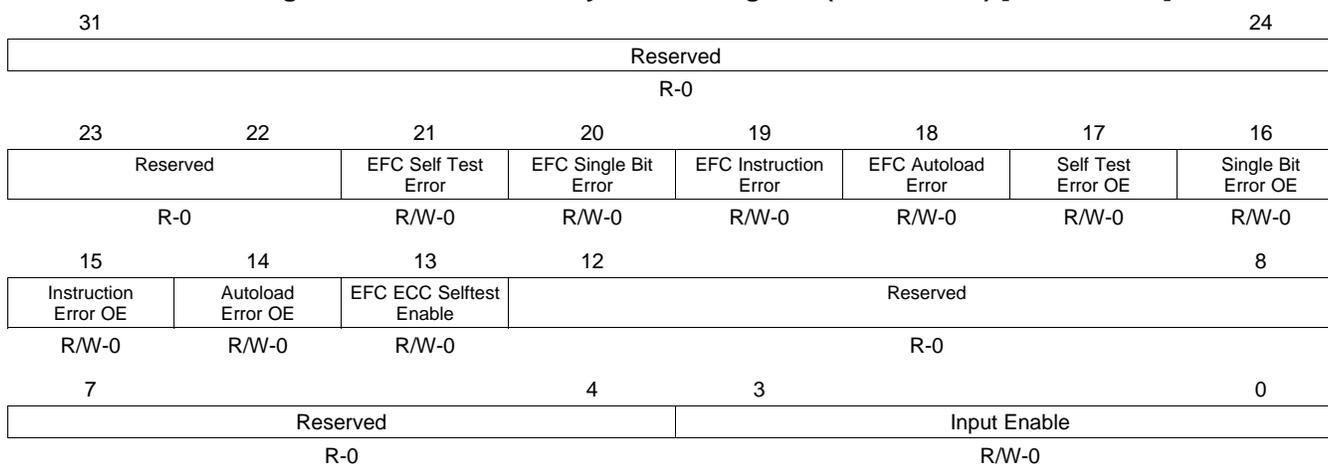 31 24
Reserved
R-0
23 22 21 20 19 18 17 16
Reserved EFC Self Test Error EFC Single Bit Error EFC Instruction Error EFC Autoload Error Self Test Error OE Single Bit Error OE
R-0 R/W-0 R/W-0 R/W-0 R/W-0 R/W-0 R/W-0
15 14 13 12 8
Instruction Error OE Autoload Error OE EFC ECC Selftest Enable Reserved
R/W-0 R/W-0 R/W-0 R-0
7 4 3 0
Reserved Input Enable
R-0 R/W-0